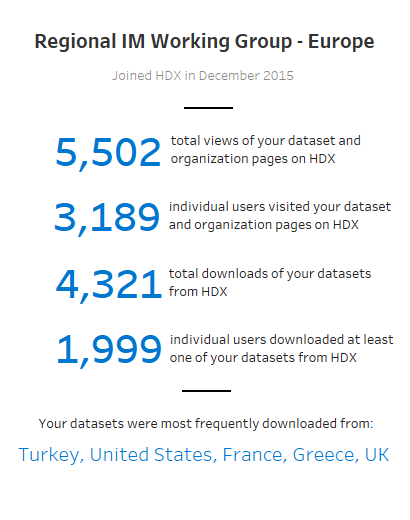 Regional IM Working Group - Europe
Joined HDX in December 2015
5,502 total views of your dataset and
organization pages on HDX
3,189 individual users visited your dataset
and organization pages on HDX
4,321 total downloads of your datasets
from HDX
1,999 individual users downloaded at least
one of your datasets from HDX
Your datasets were most frequently downloaded from:
Turkey, United States, France, Greece, UK